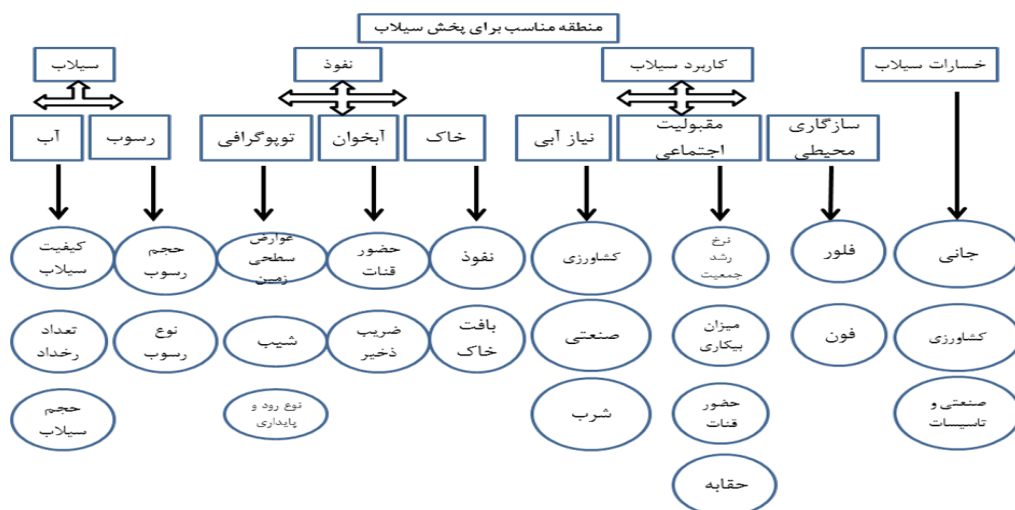 منطقه مناسب برای پخش سیلاب
خسارات سیلاب
کاربرد سیلاب
نفوذ
سیلاب
سازگاری
محیطی
مقبولیت
اجتماعی
نیاز آبی
خاک
آبخوان
توپوگرافی
رسوب
آب
جانی
فلور
نرخ
رشد
جمعیت
کشاورزی
نفوذ
حضور
قنات
عوارض
سطحی
زمین
حجم
رسوب
کیفیت
سیلاب
کشاورزی
فون
میزان
بیکاری
صنعتی
بافت
خاک
ضریب
ذخیر
شیب
نوع
رسوب
تعداد
رخداد
صنعتی و
تاسیسات
حضور
قنات
شرب
نوع رود و
پایداری
حجم
سیلاب
حقابه